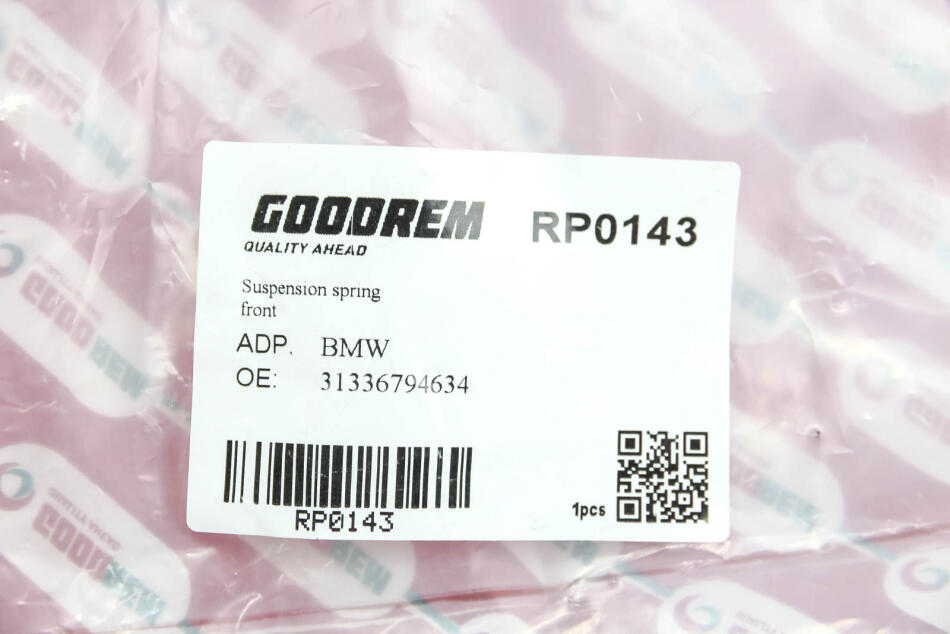 GOODREM
QUALITY AHEAD
RP0143
Suspension spring
front
ADP. BMW
OE: 31336794634
RP0143
1pcs